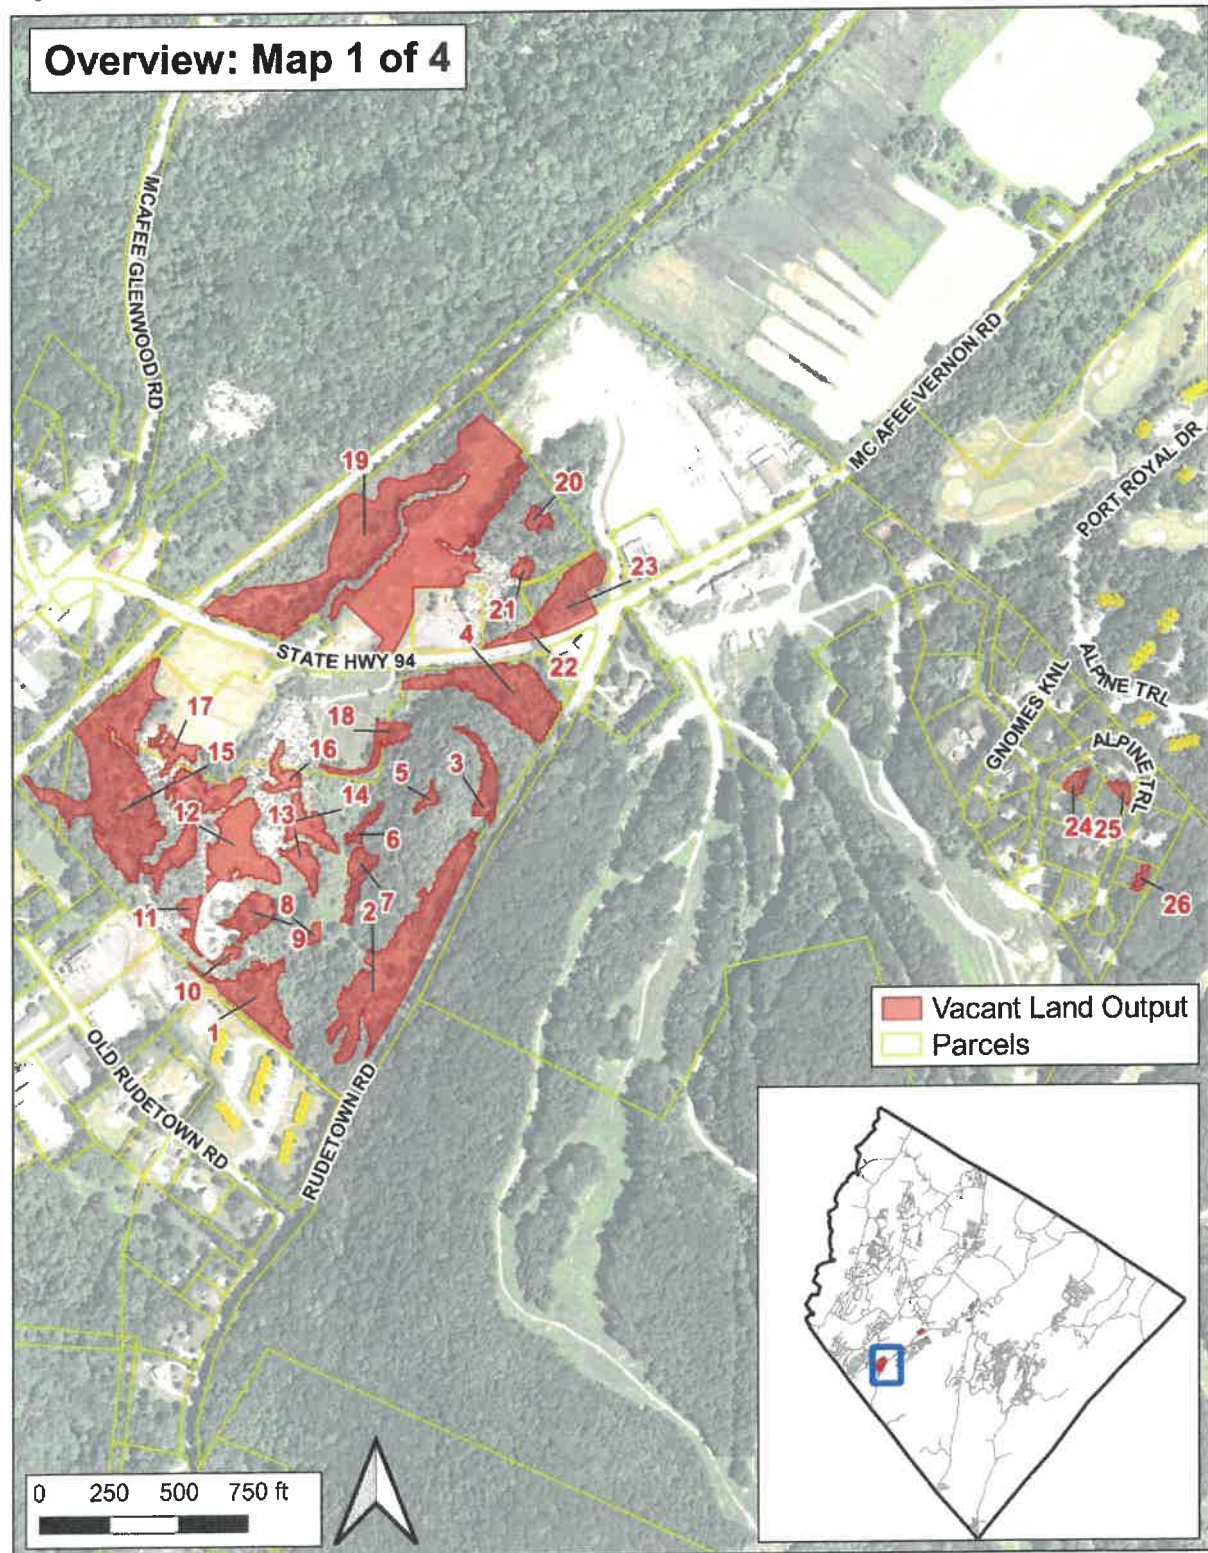 Overview: Map 1 of 4
MCAFEE GLENWOOD RD
MC AFEE VERNON RD
PORT ROYAL DR
19
20
23
21
4
22
STATE HWY 94
ALPINE TRL
GNOMES KNL
17
18
15
16
5
3
ALPINE TRL
12
13
14
24
25
6
7
2
26
11
8
9
10
1
Vacant Land Output
Parcels
OLD RUDETOWN RD
RUDETOWN RD
0 250 500 750 ft